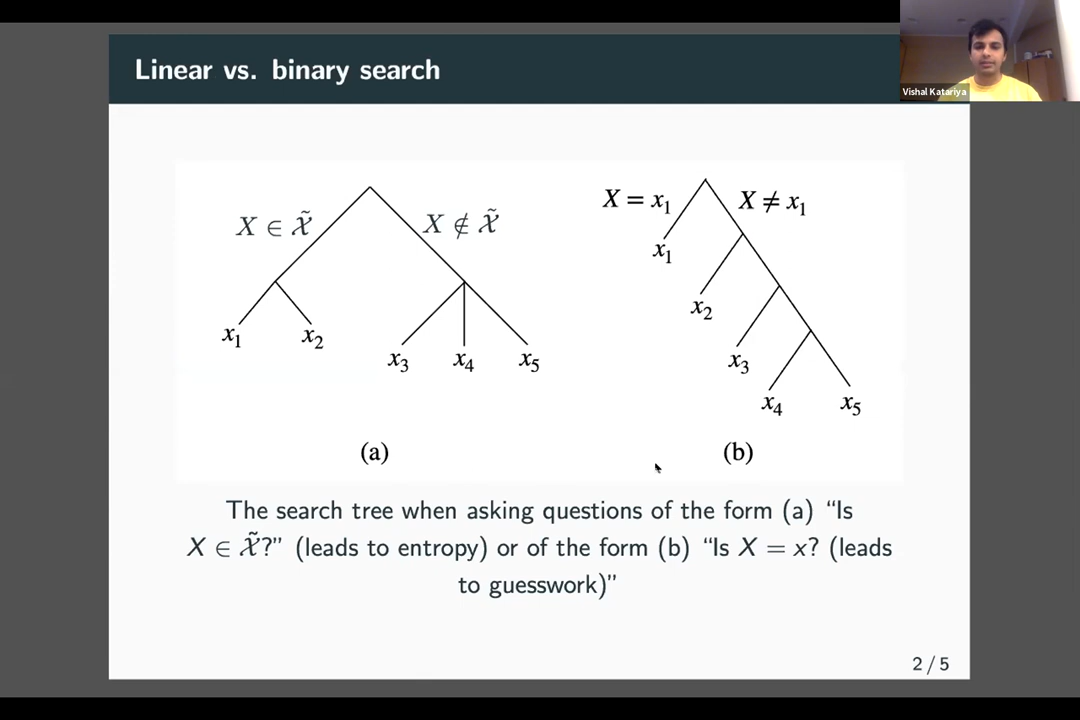 Linear vs. binary search
Vishal Katariya
X ∈ X̃
X ∉ X̃
x₁
x₂
x₃
x₄
x₅
(a)
X = x₁
X ≠ x₁
x₁
x₂
x₃
x₄
x₅
(b)
The search tree when asking questions of the form (a) “Is
X ∈ X̃?” (leads to entropy) or of the form (b) “Is X = x? (leads
to guesswork)”
2 / 5